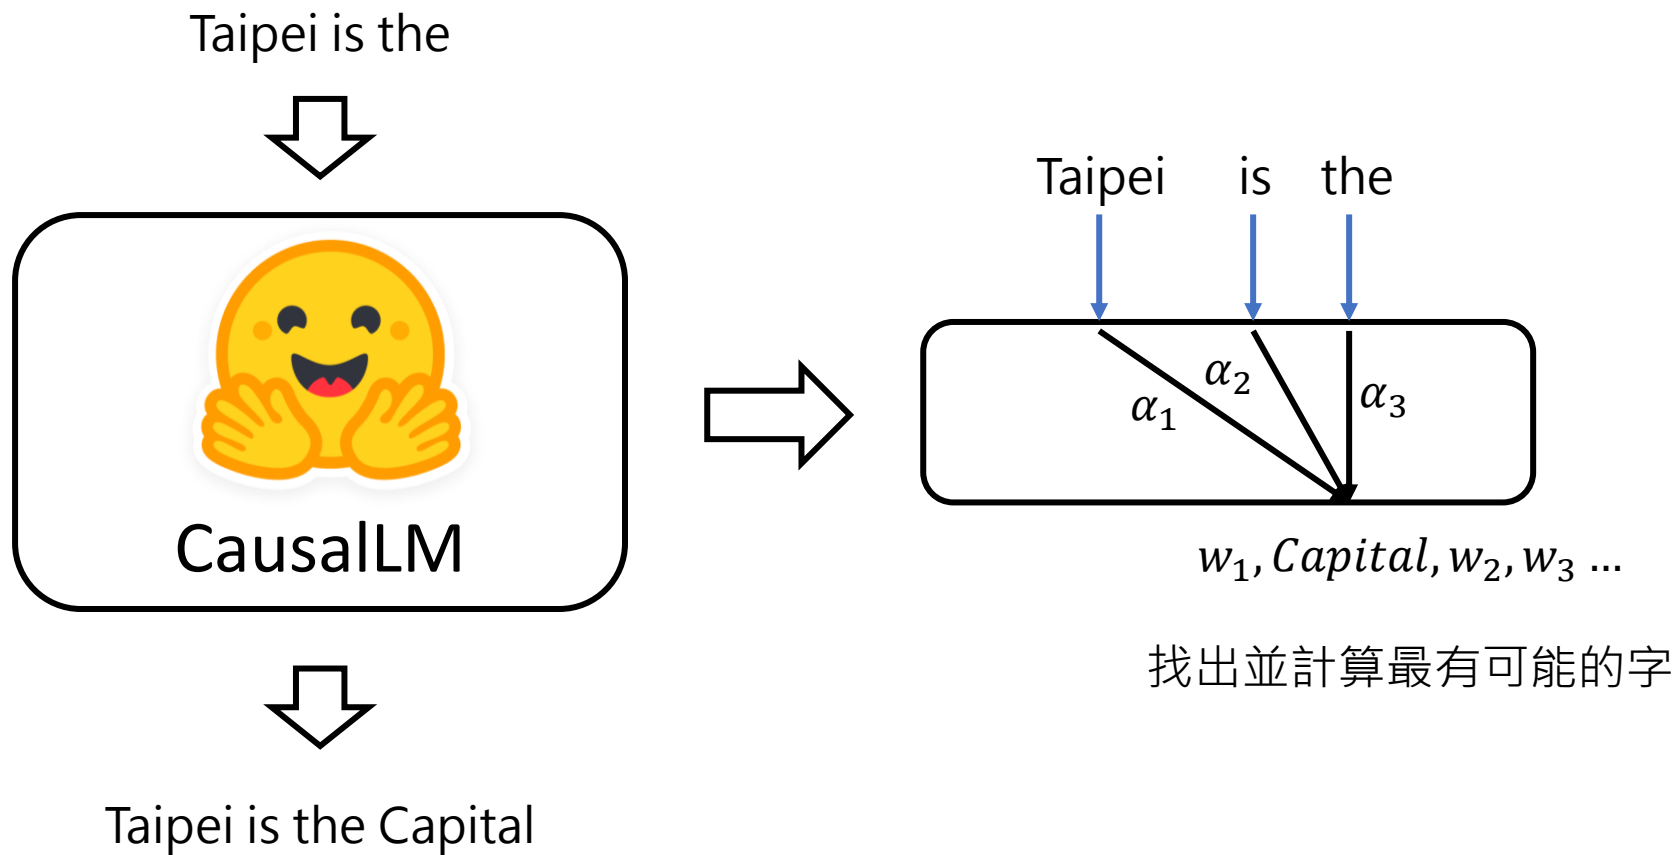 Taipei is the
CausalLM
Taipei is the Capital
Taipei is the
α₁ α₂ α₃
w₁, Capital, w₂, w₃ ...
找出並計算最有可能的字